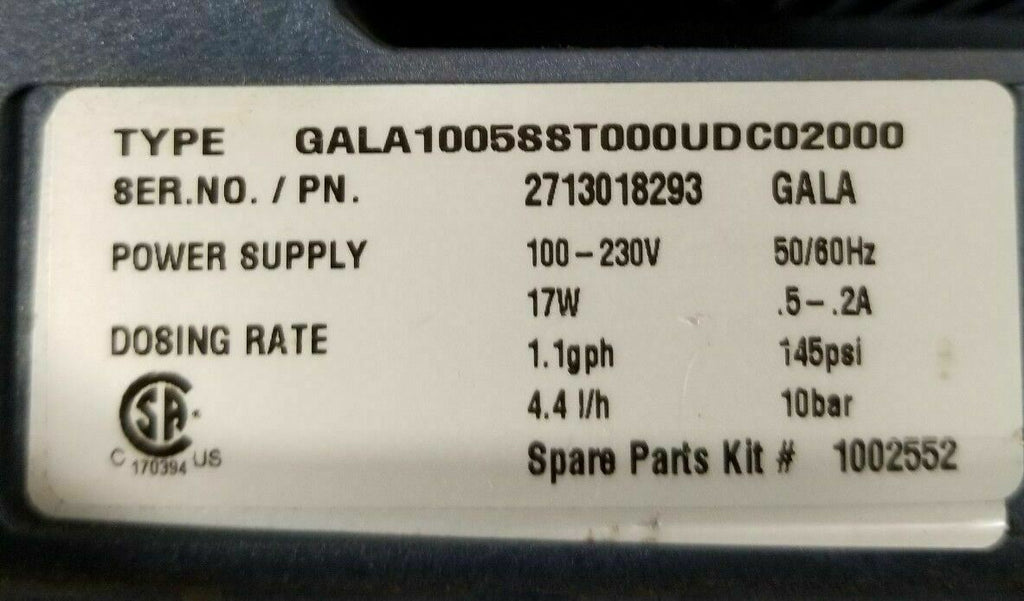 TYPE GALA1005SST000UDC02000
SER.NO. / PN. 2713018293 GALA
POWER SUPPLY 100 – 230V 50/60Hz
17W .5 – .2A
DOSING RATE 1.1gph 145psi
4.4 l/h 10bar
SA
C 170394 US
Spare Parts Kit # 1002552